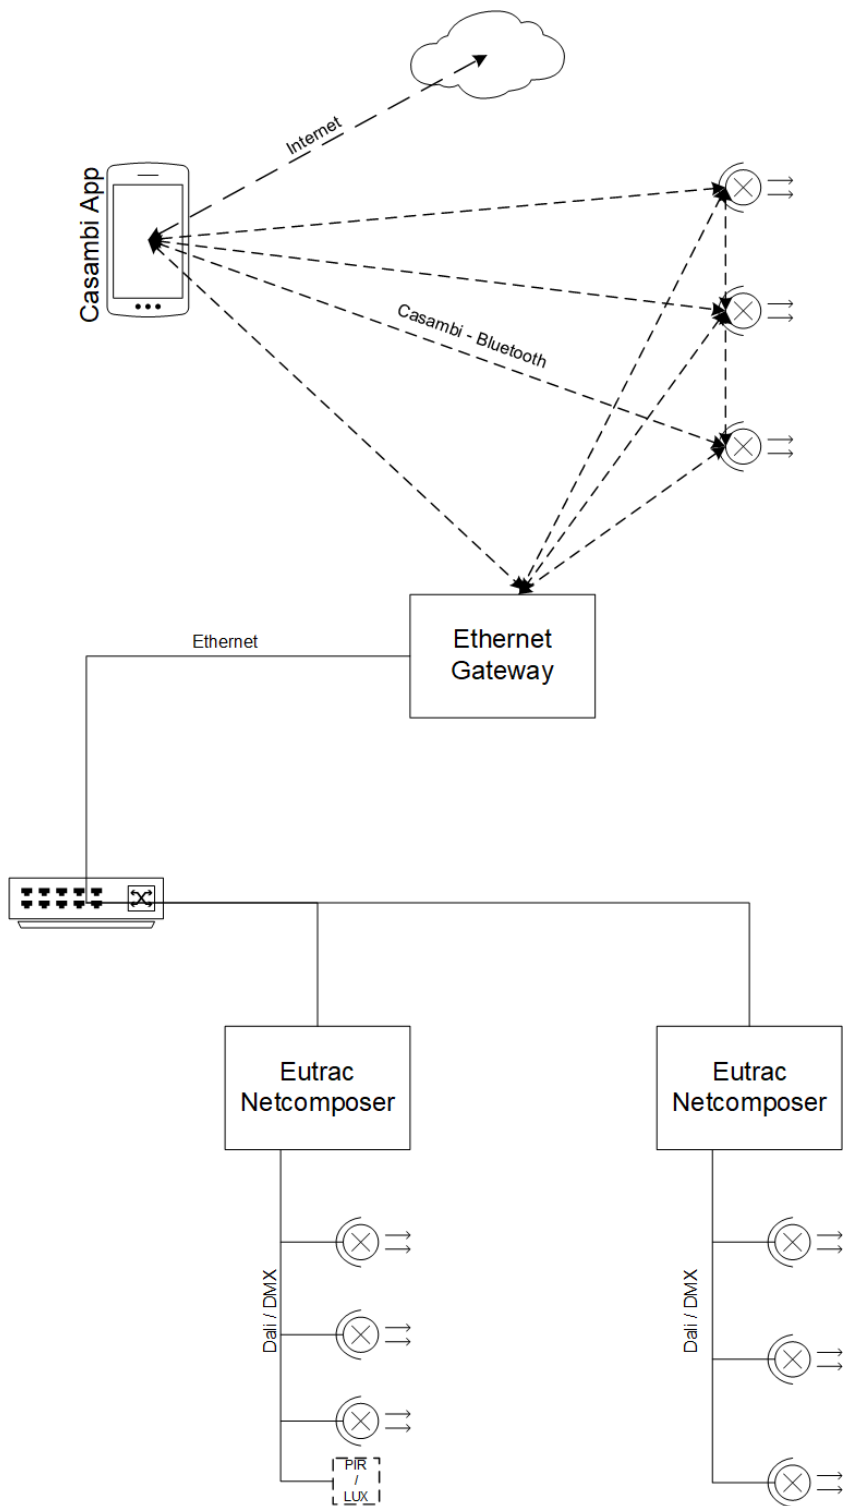 Internet
Casambi App
Casambi - Bluetooth
Ethernet
Gateway
Ethernet
Eutrac
Netcomposer
Eutrac
Netcomposer
Dali / DMX
Dali / DMX
PIR
/
LUX